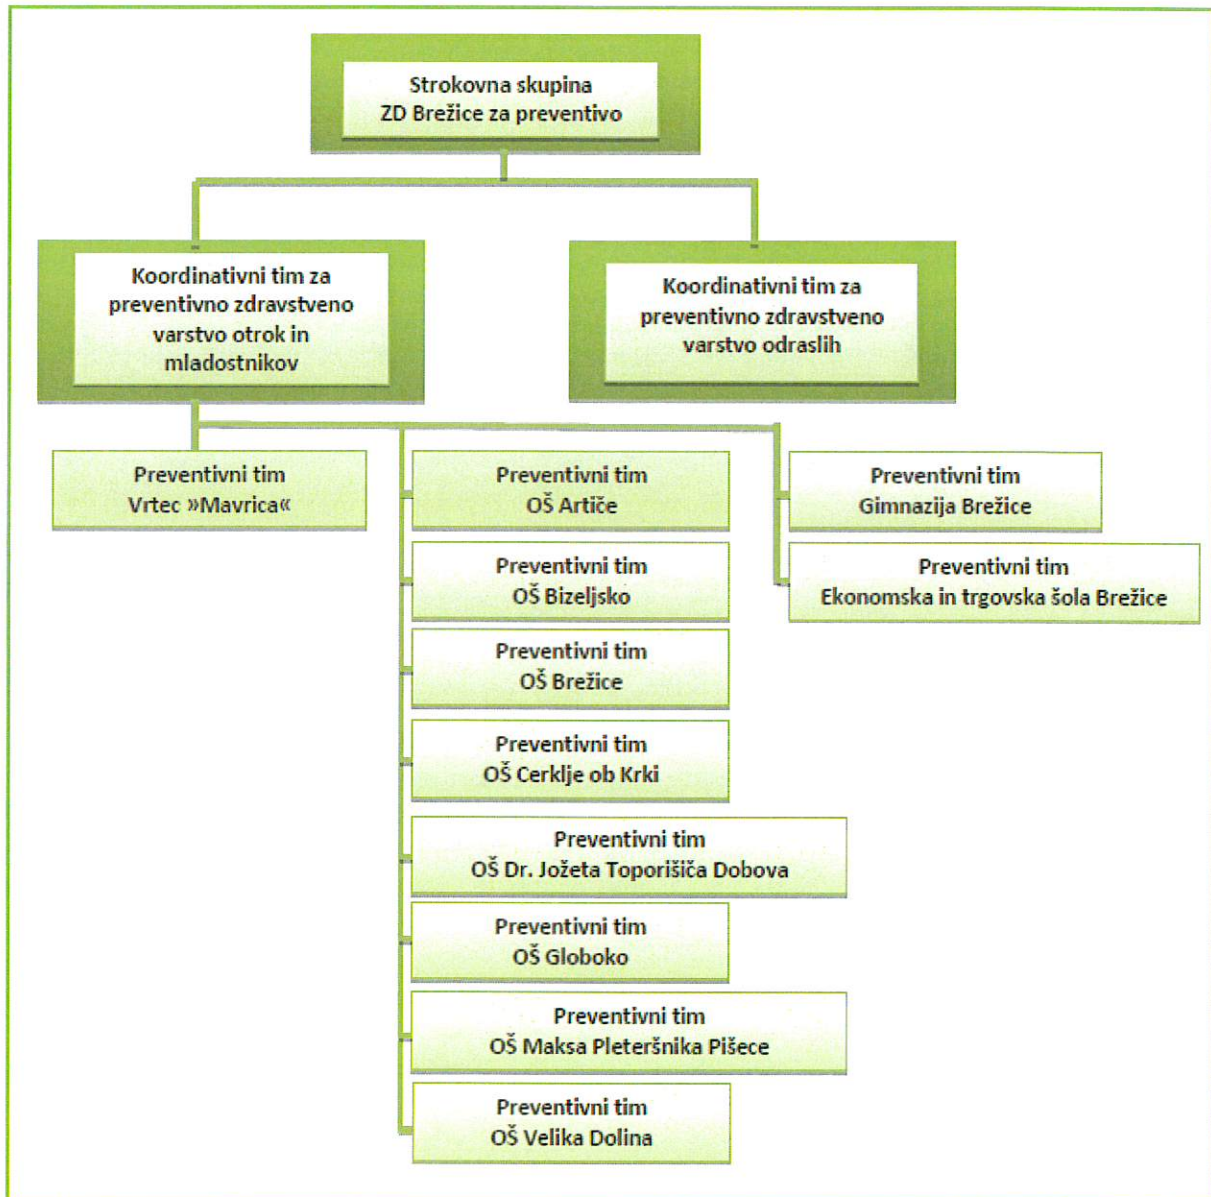 Strokovna skupina
ZD Brežice za preventivo
Koordinativni tim za
preventivno zdravstveno
varstvo otrok in
mladostnikov
Koordinativni tim za
preventivno zdravstveno
varstvo odraslih
Preventivni tim
Vrtec »Mavrica«
Preventivni tim
OŠ Artiče
Preventivni tim
OŠ Bizeljsko
Preventivni tim
OŠ Brežice
Preventivni tim
OŠ Cerklje ob Krki
Preventivni tim
OŠ Dr. Jožeta Toporišiča Dobova
Preventivni tim
OŠ Globoko
Preventivni tim
OŠ Maksa Pleteršnika Pišece
Preventivni tim
OŠ Velika Dolina
Preventivni tim
Gimnazija Brežice
Preventivni tim
Ekonomska in trgovska šola Brežice